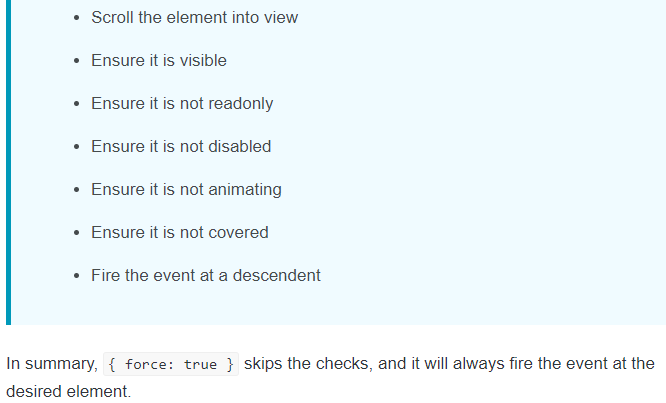 • Scroll the element into view
• Ensure it is visible
• Ensure it is not readonly
• Ensure it is not disabled
• Ensure it is not animating
• Ensure it is not covered
• Fire the event at a descendent
In summary, { force: true } skips the checks, and it will always fire the event at the
desired element.